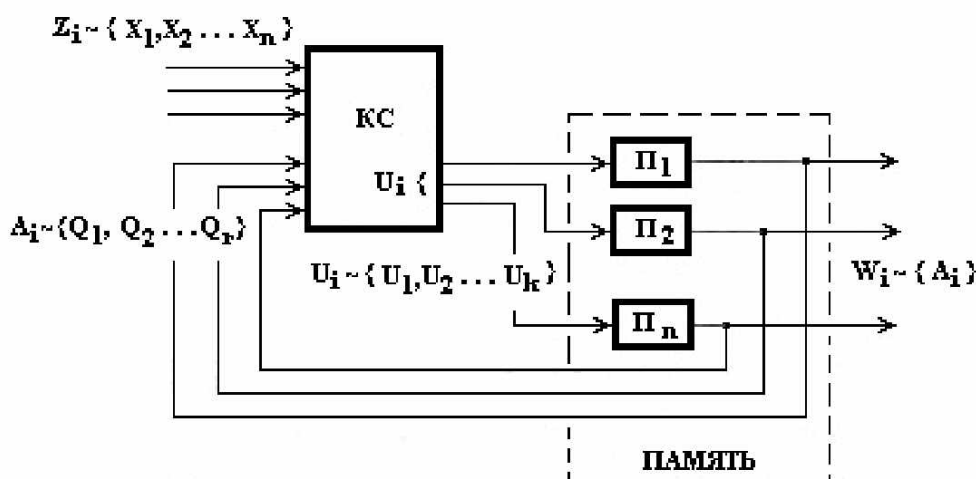 Zi ~ { X1,X2 ... Xn}
КС
П1
Ui {
Ai~{Q1, Q2 ...Qr}
П2
Ui ~ { U1,U2 ... Uk }
Wi ~ { Ai}
Пn
ПАМЯТЬ